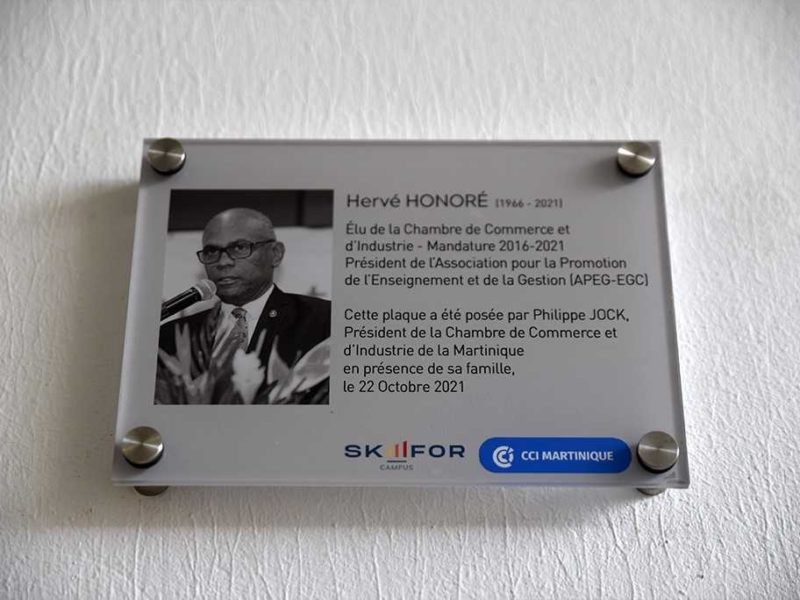 Hervé HONORÉ (1966 - 2021)
Élu de la Chambre de Commerce et
d'Industrie - Mandature 2016-2021
Président de l'Association pour la Promotion
de l'Enseignement et de la Gestion (APEG-EGC)
Cette plaque a été posée par Philippe JOCK,
Président de la Chambre de Commerce et
d'Industrie de la Martinique
en présence de sa famille,
le 22 Octobre 2021
SKILLFOR
CAMPUS
CCI MARTINIQUE